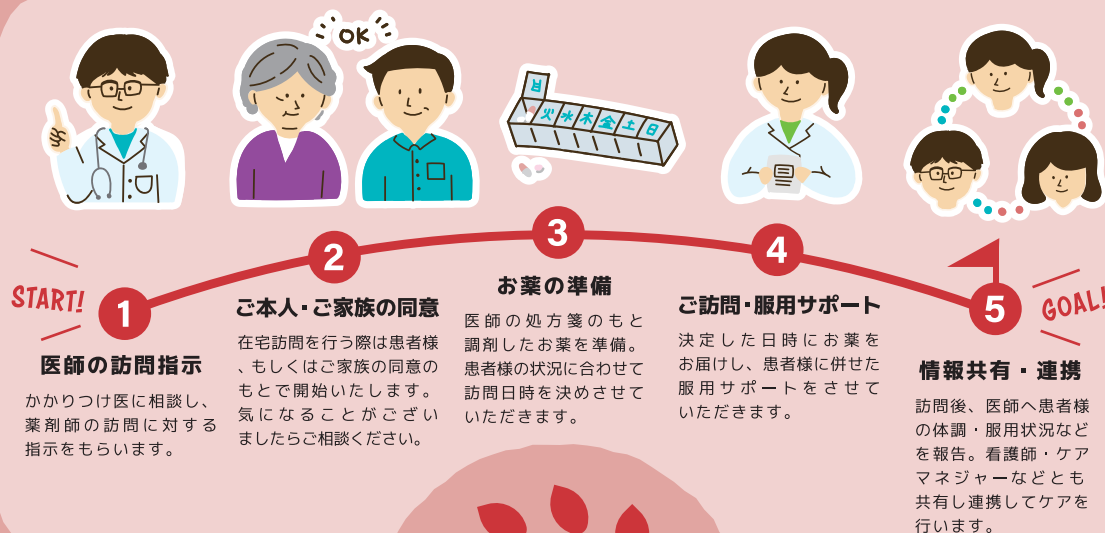 OK
月
火水木金土日
START!
1
医師の訪問指示
かかりつけ医に相談し、
薬剤師の訪問に対する
指示をもらいます。
2
ご本人・ご家族の同意
在宅訪問を行う際は患者様
、もしくはご家族の同意の
もとで開始いたします。
気になることがござい
ましたらご相談ください。
3
お薬の準備
医師の処方箋のもと
調剤したお薬を準備。
患者様の状況に合わせて
訪問日時を決めさせて
いただきます。
4
ご訪問・服用サポート
決定した日時にお薬を
お届けし、患者様に併せた
服用サポートをさせて
いただきます。
5
GOAL!
情報共有・連携
訪問後、医師へ患者様
の体調・服用状況など
を報告。看護師・ケア
マネジャーなどとも
共有し連携してケアを
行います。